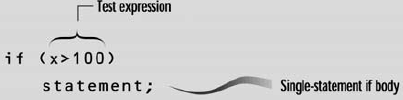 Test expression
if (x>100)
statement;
Single-statement if body